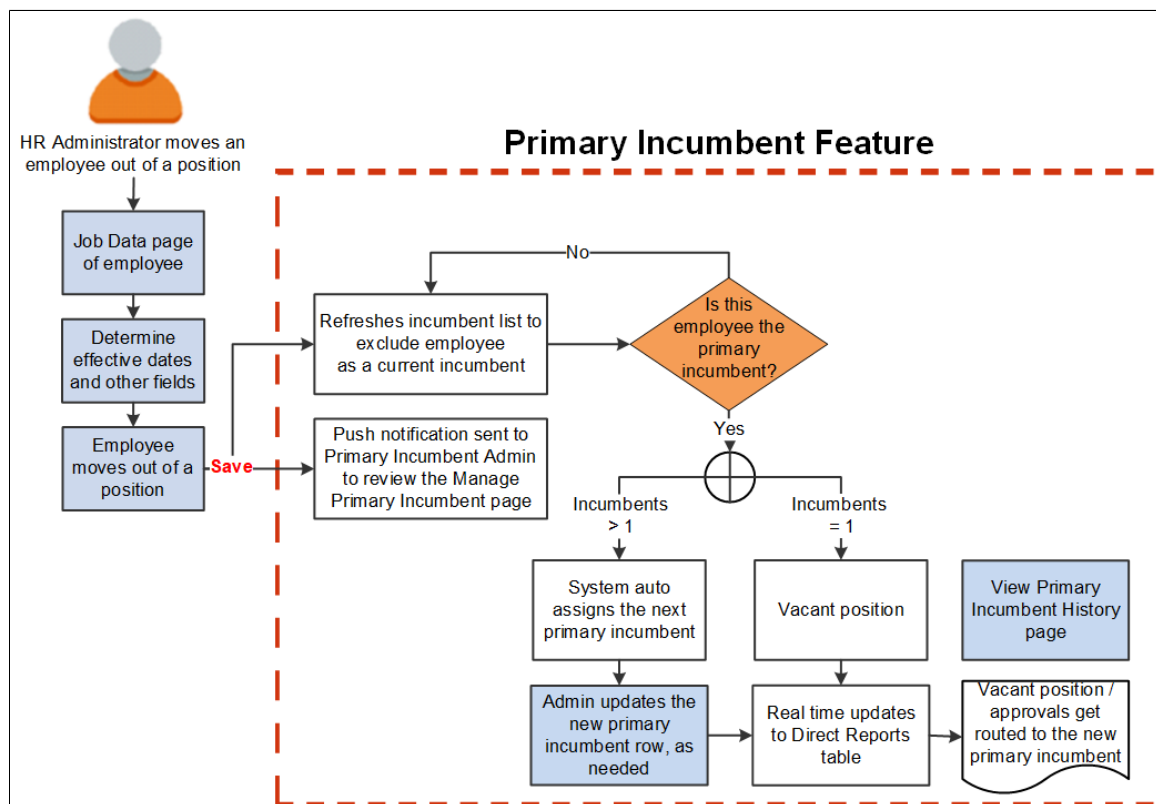 HR Administrator moves an
employee out of a position
Primary Incumbent Feature
Job Data page
of employee
Determine
effective dates
and other fields
Employee
moves out of a
position
Save
No
Refreshes incumbent list to
exclude employee
as a current incumbent
Is this
employee the
primary
incumbent?
Push notification sent to
Primary Incumbent Admin
to review the Manage
Primary Incumbent page
Yes
Incumbents
> 1
Incumbents
= 1
System auto
assigns the next
primary incumbent
Vacant position
View Primary
Incumbent History
page
Admin updates the
new primary
incumbent row, as
needed
Real time updates
to Direct Reports
table
Vacant position /
approvals get
routed to the new
primary incumbent